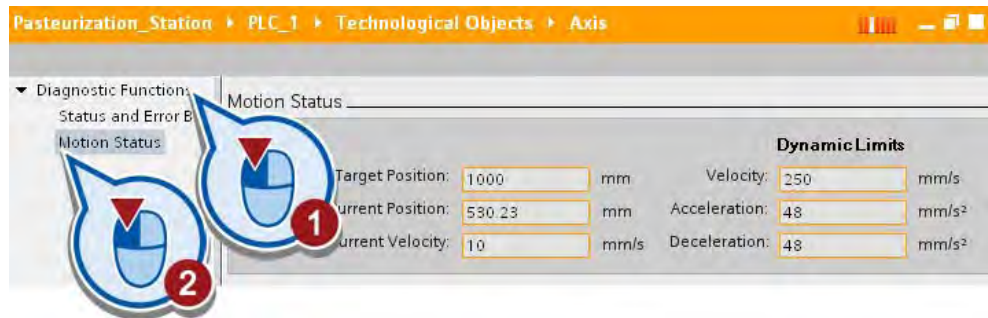 Pasteurization_Station ▸ PLC_1 ▸ Technological Objects ▸ Axis
Diagnostic Functions
Motion Status
Status and Error B
Motion Status
Dynamic Limits
Target Position: 1000 mm Velocity: 250 mm/s
urrent Position: 530.23 mm Acceleration: 48 mm/s²
urrent Velocity: 10 mm/s Deceleration: 48 mm/s²
1
2